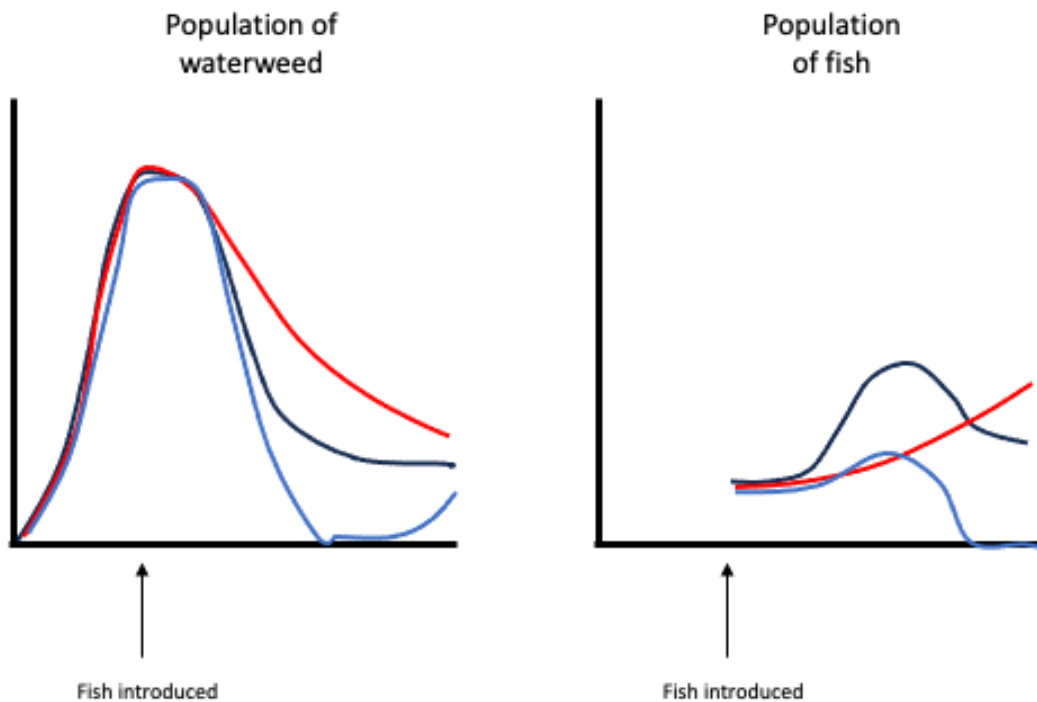 Population of
waterweed
Population
of fish
Fish introduced
Fish introduced